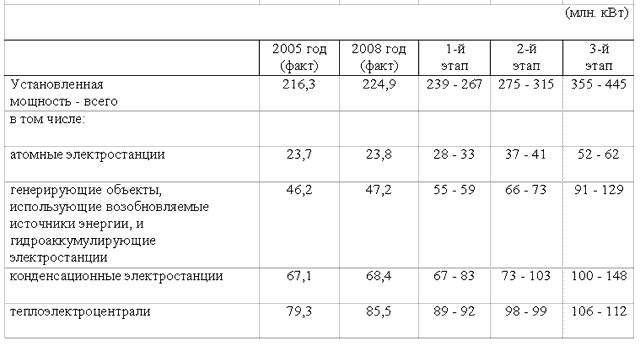 (млн. кВт)
2005 год (факт) 2008 год (факт) 1-й этап 2-й этап 3-й этап
Установленная
мощность - всего 216,3 224,9 239 - 267 275 - 315 355 - 445
в том числе:
атомные электростанции 23,7 23,8 28 - 33 37 - 41 52 - 62
генерирующие объекты, 46,2 47,2 55 - 59 66 - 73 91 - 129
использующие возобновляемые
источники энергии, и
гидроаккумулирующие
электростанции
конденсационные электростанции 67,1 68,4 67 - 83 73 - 103 100 - 148
теплоэлектроцентрали 79,3 85,5 89 - 92 98 - 99 106 - 112